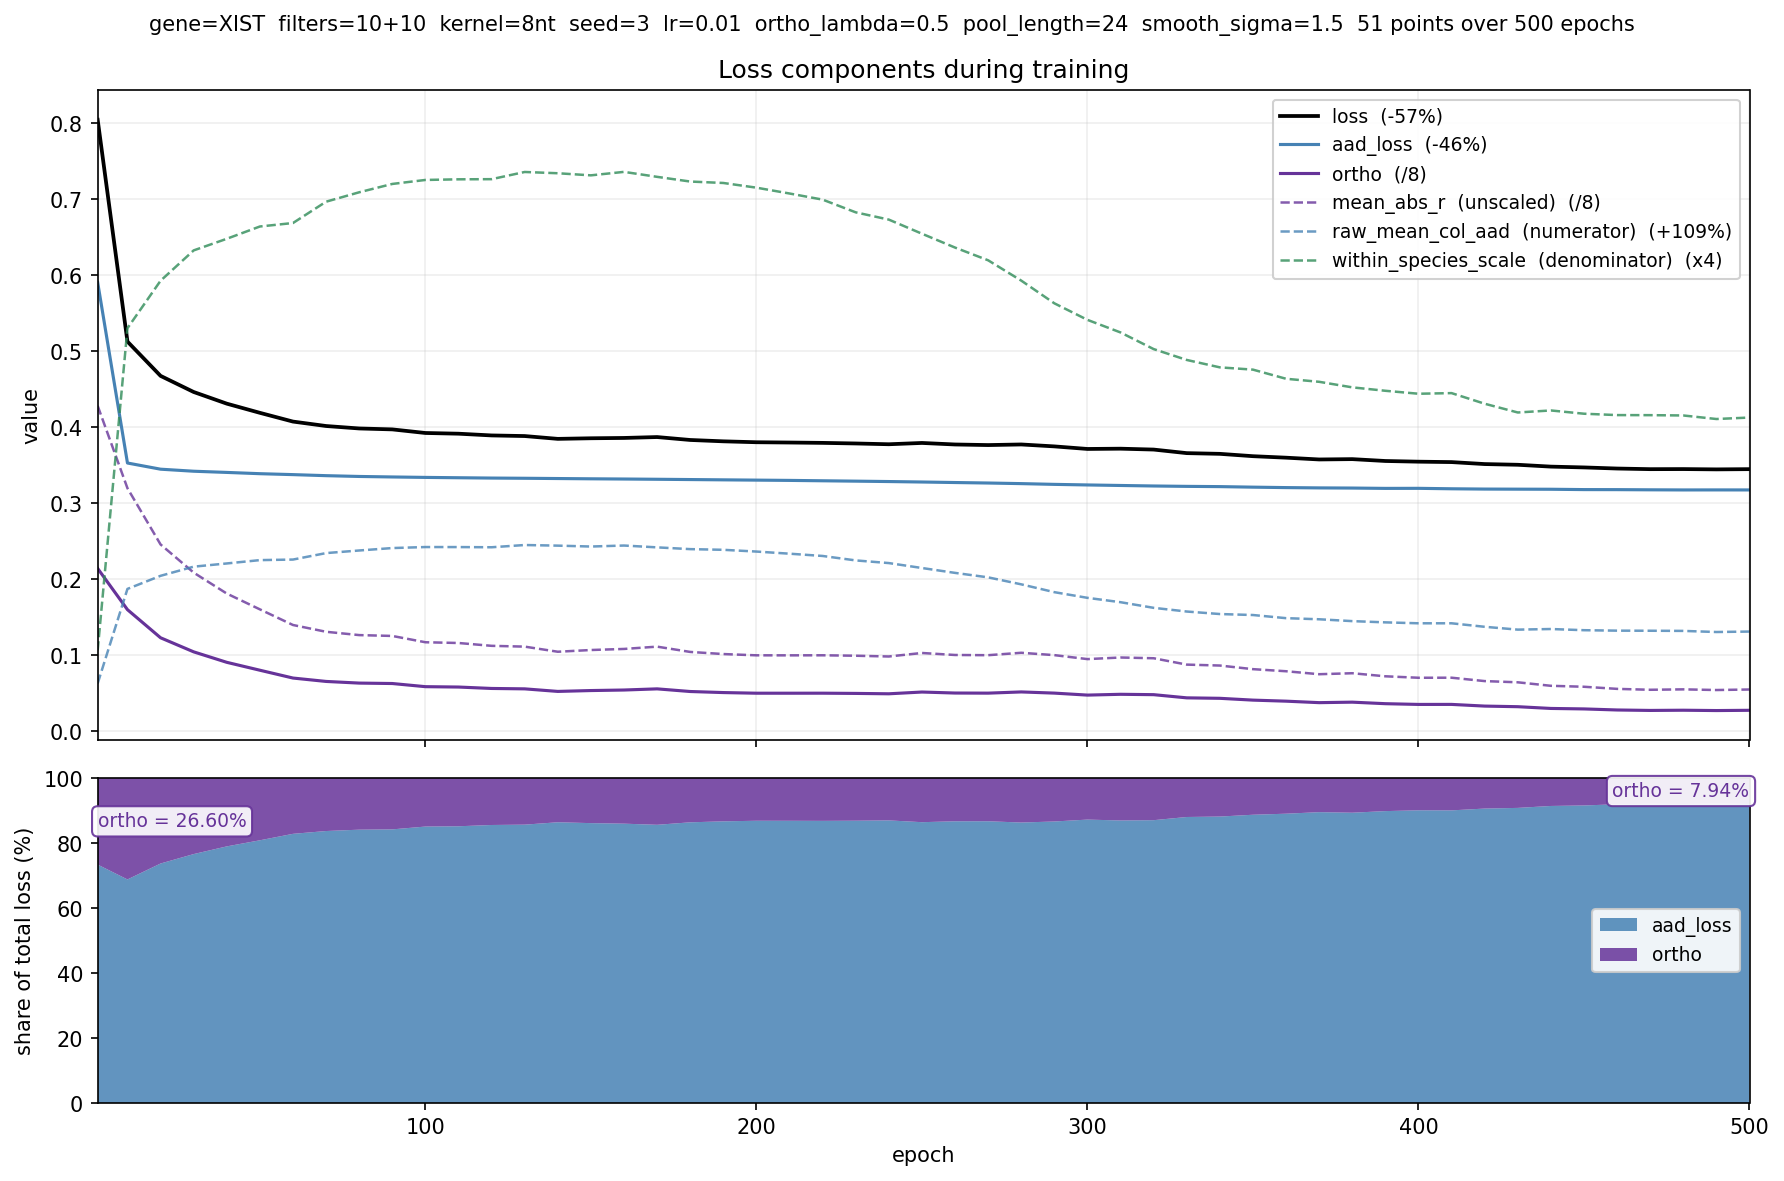 gene=XIST  filters=10+10  kernel=8nt  seed=3  lr=0.01  ortho_lambda=0.5  pool_length=24  smooth_sigma=1.5  51 points over 500 epochs
Loss components during training
value
0.8
0.7
0.6
0.5
0.4
0.3
0.2
0.1
0.0
loss  (-57%)
aad_loss  (-46%)
ortho  (/8)
mean_abs_r  (unscaled)  (/8)
raw_mean_col_aad  (numerator)  (+109%)
within_species_scale  (denominator)  (x4)
share of total loss (%)
100
80
60
40
20
0
ortho = 26.60%
ortho = 7.94%
aad_loss
ortho
100
200
300
400
500
epoch